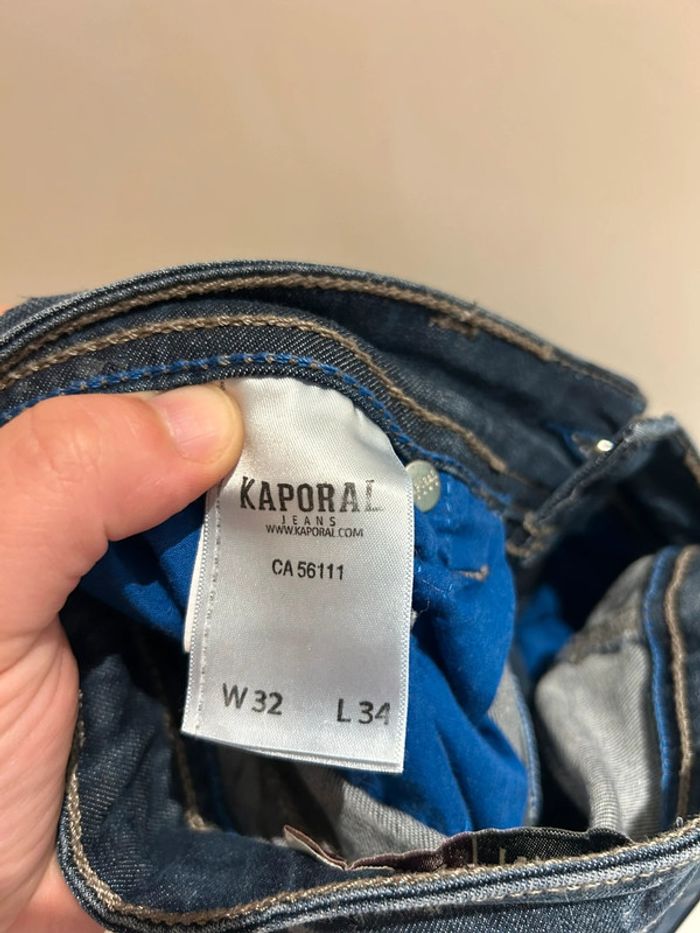 KAPORAL
JEANS
WWW.KAPORAL.COM
CA 56111
W 32 L 34